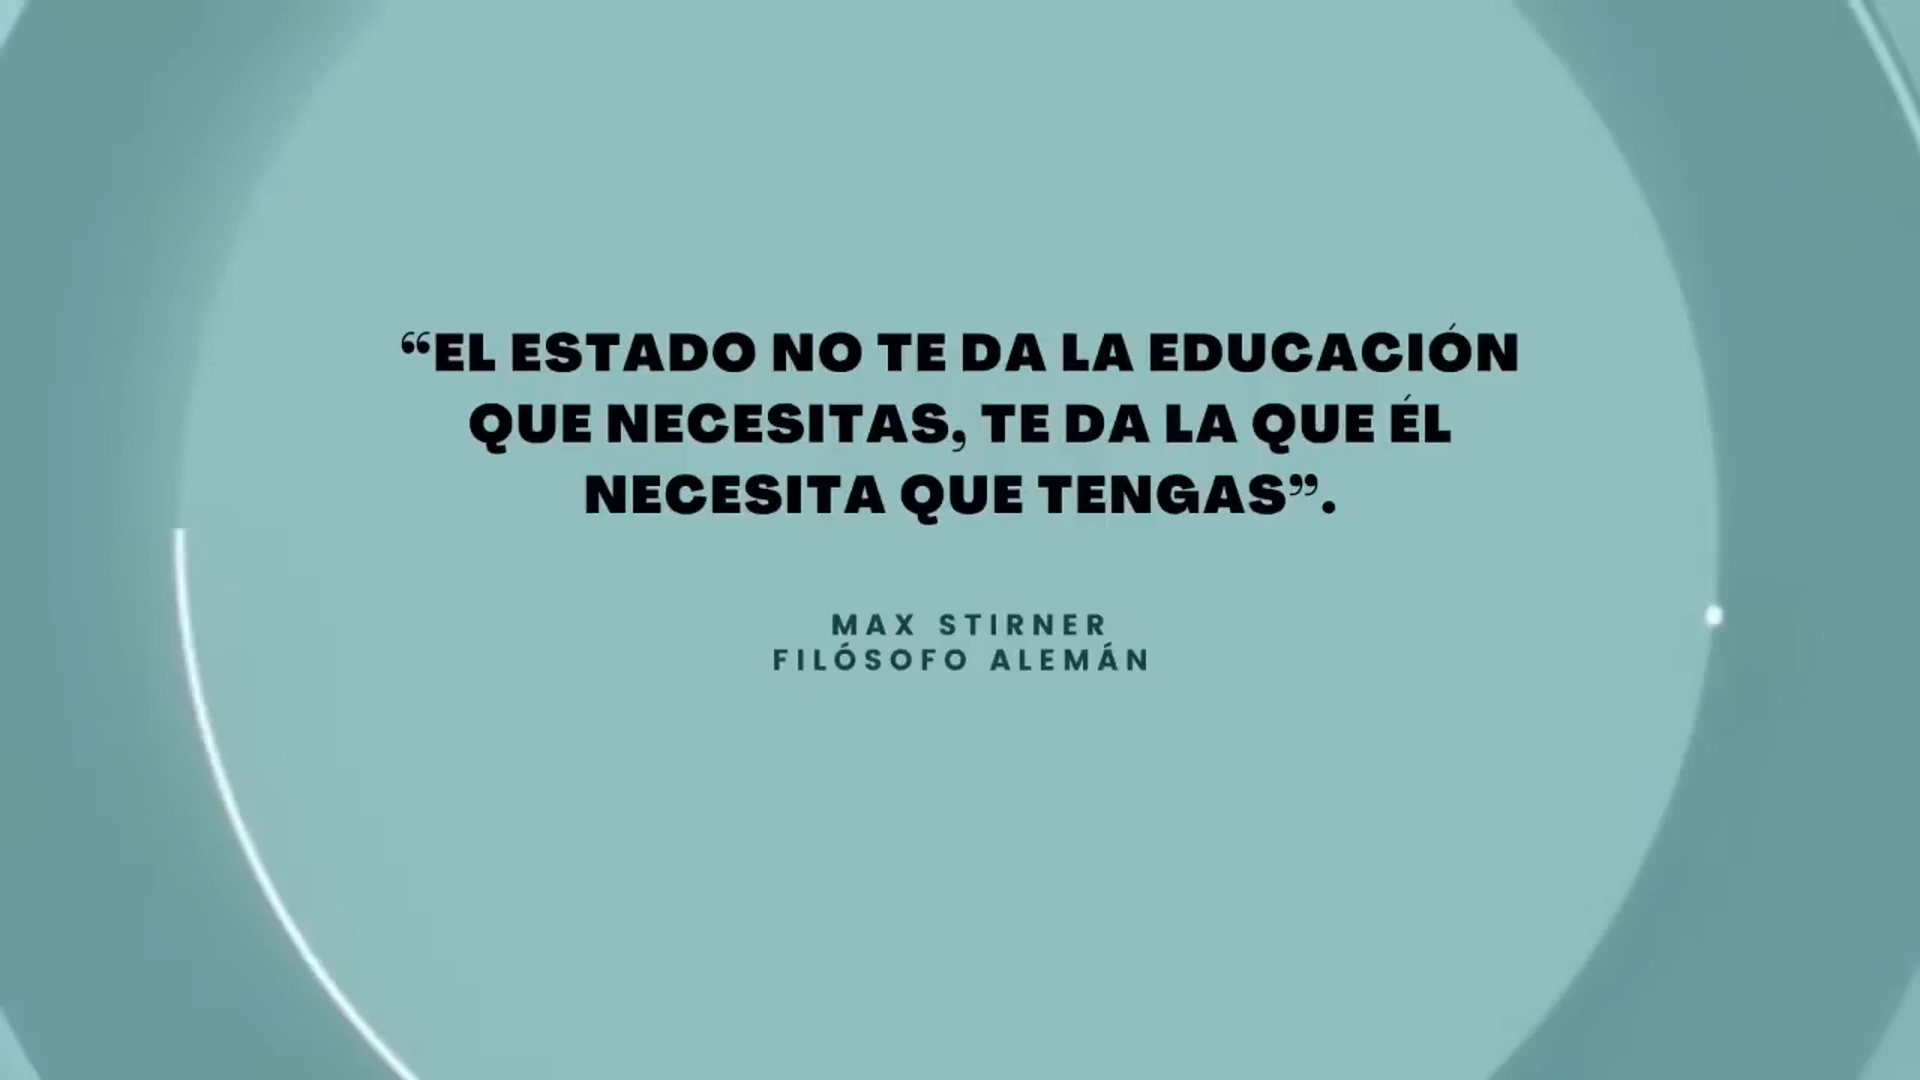 “EL ESTADO NO TE DA LA EDUCACIÓN
QUE NECESITAS, TE DA LA QUE ÉL
NECESITA QUE TENGAS”.
MAX STIRNER
FILÓSOFO ALEMÁN